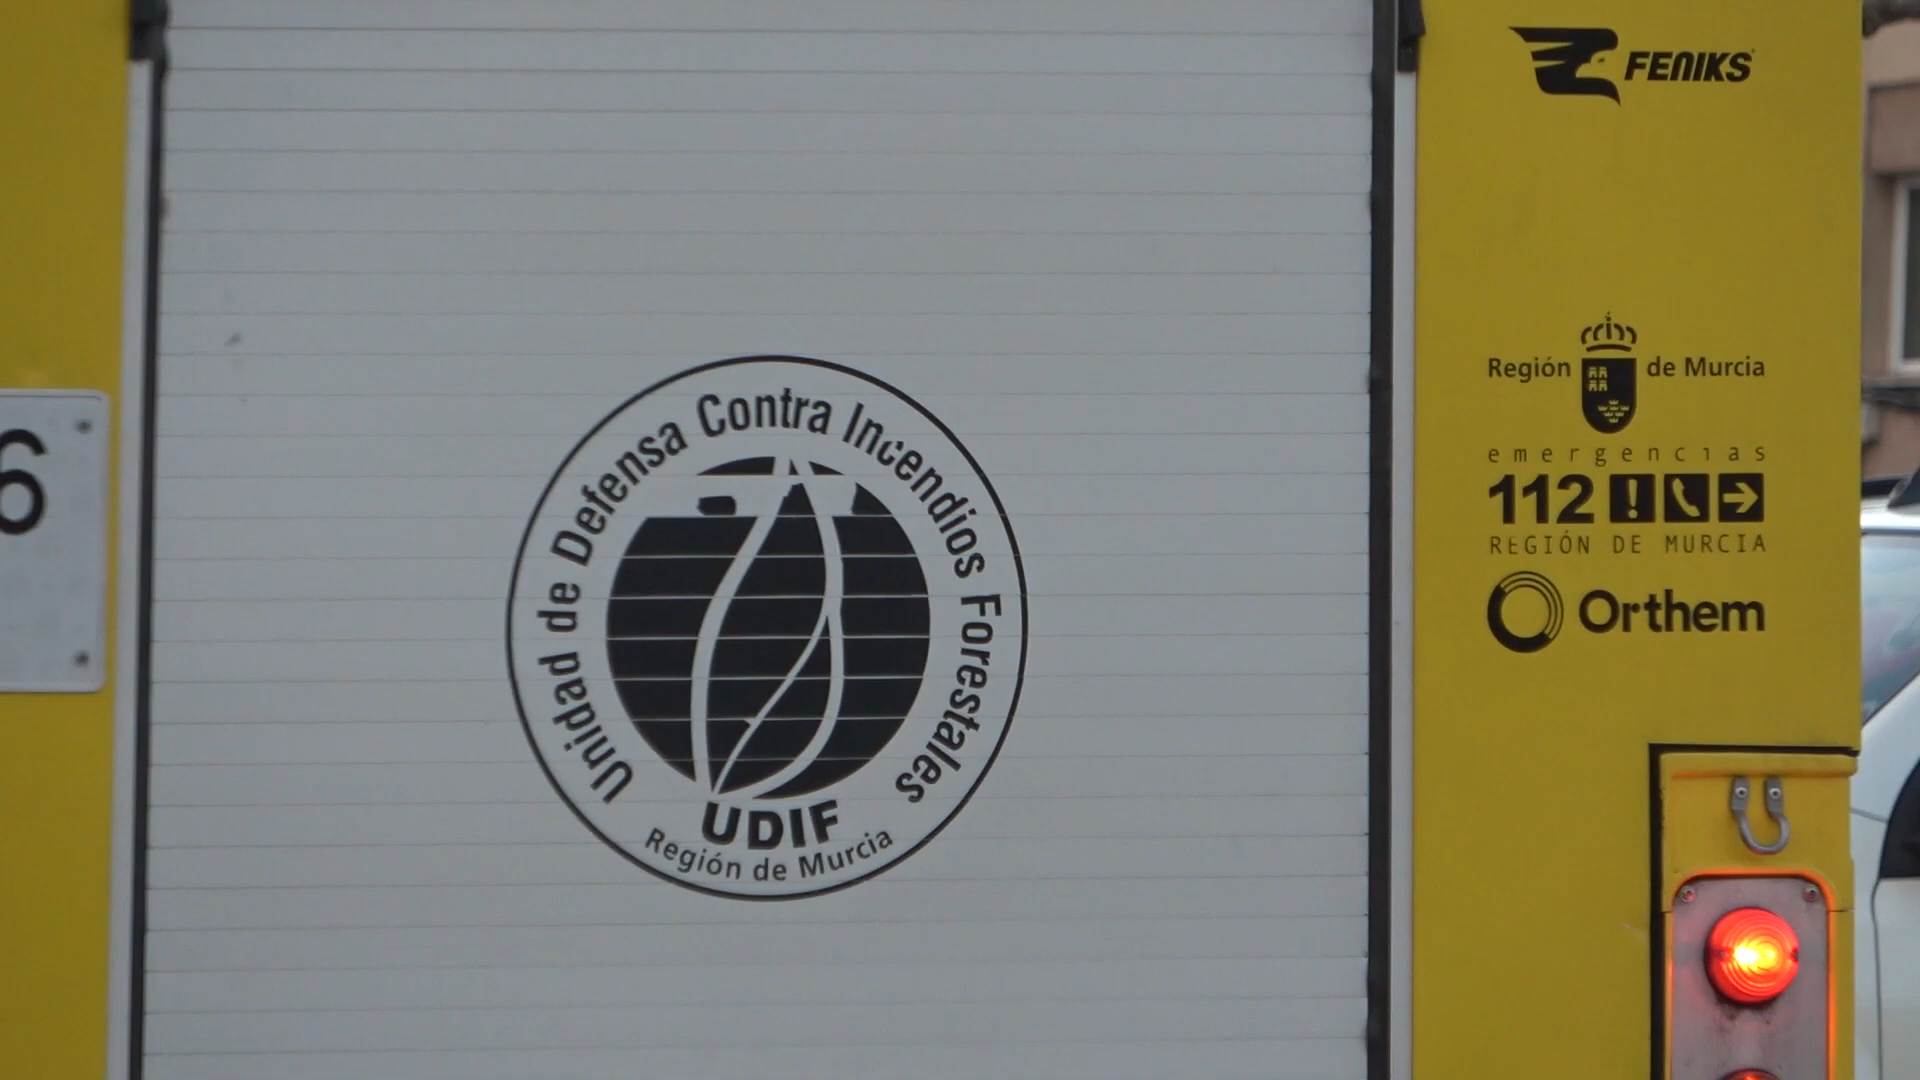 6
Unidad de Defensa Contra Incendios Forestales
UDIF
Región de Murcia
FENIKS
Región de Murcia
emergencias
112
REGIÓN DE MURCIA
Orthem